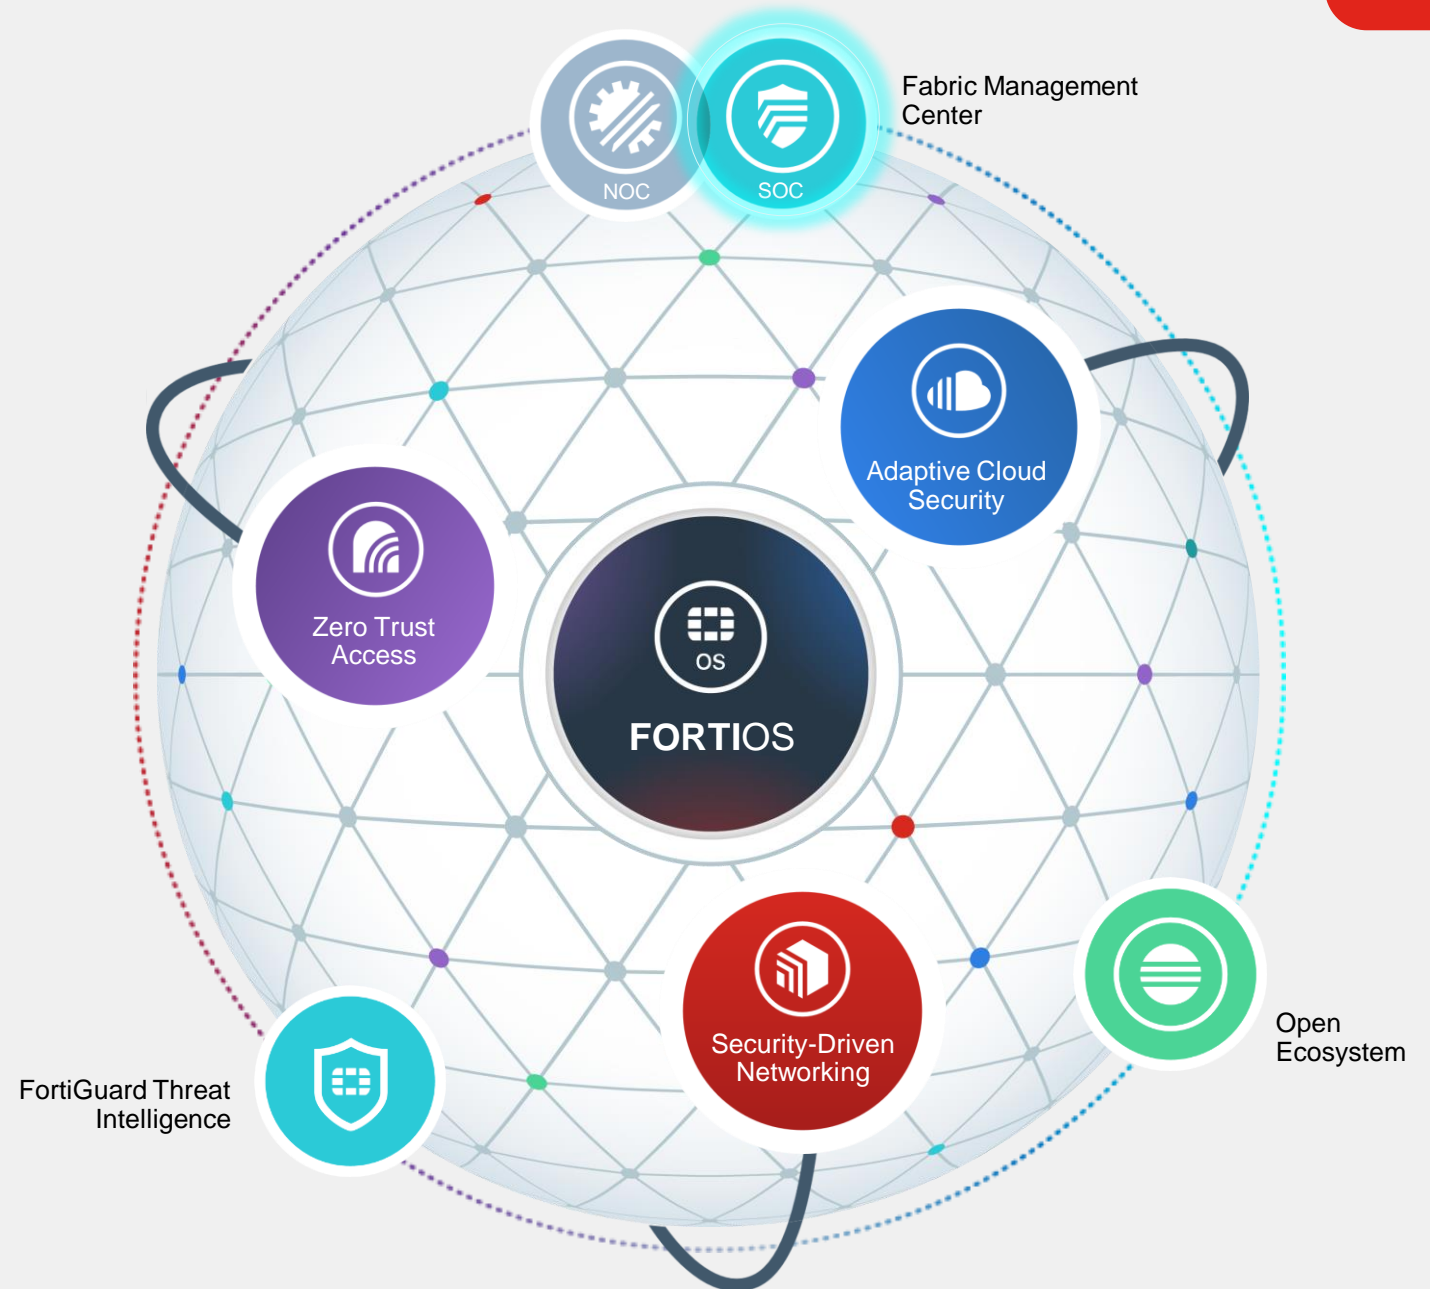 Fabric Management
Center
NOC
SOC
Adaptive Cloud
Security
Zero Trust
Access
OS
FORTIOS
Security-Driven
Networking
Open
Ecosystem
FortiGuard Threat
Intelligence